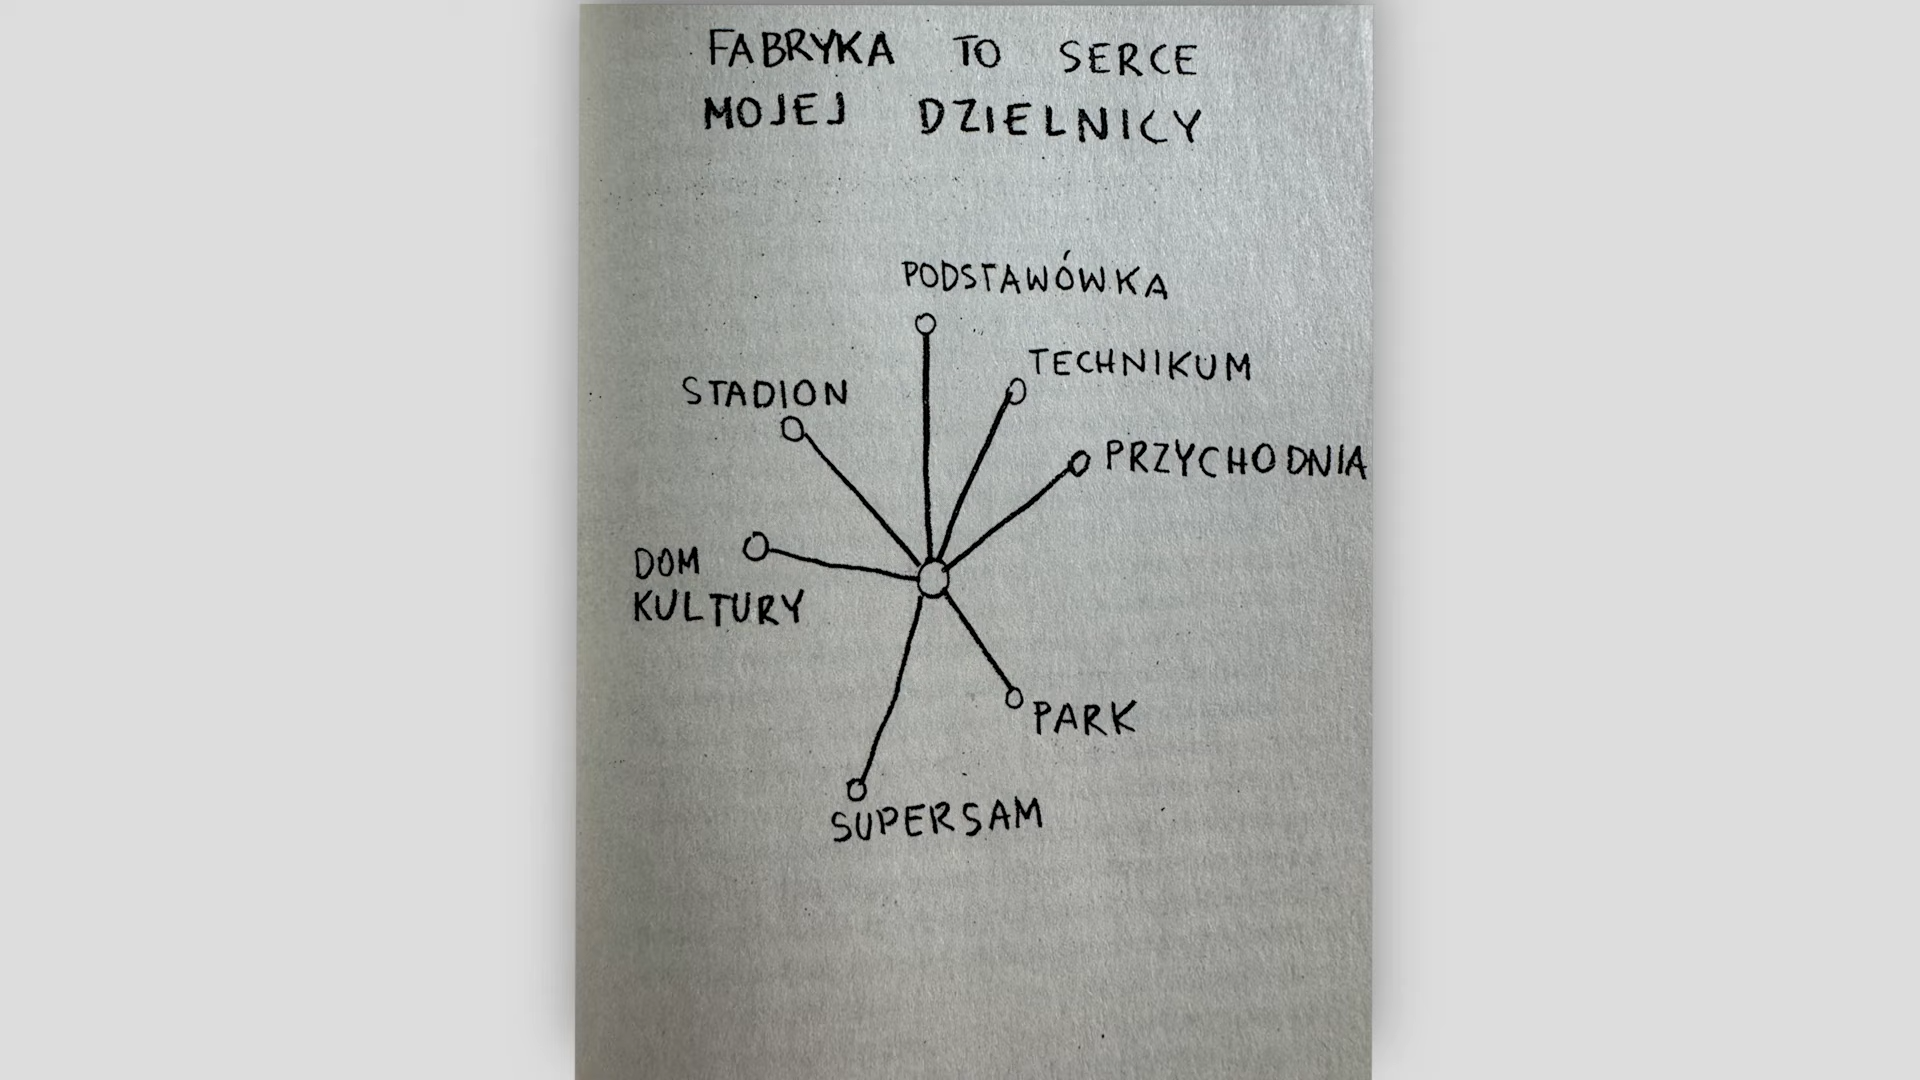 FABRYKA TO SERCE
MOJEJ DZIELNICY
PODSTAWÓWKA
TECHNIKUM
STADION
PRZYCHODNIA
DOM
KULTURY
PARK
SUPERSAM